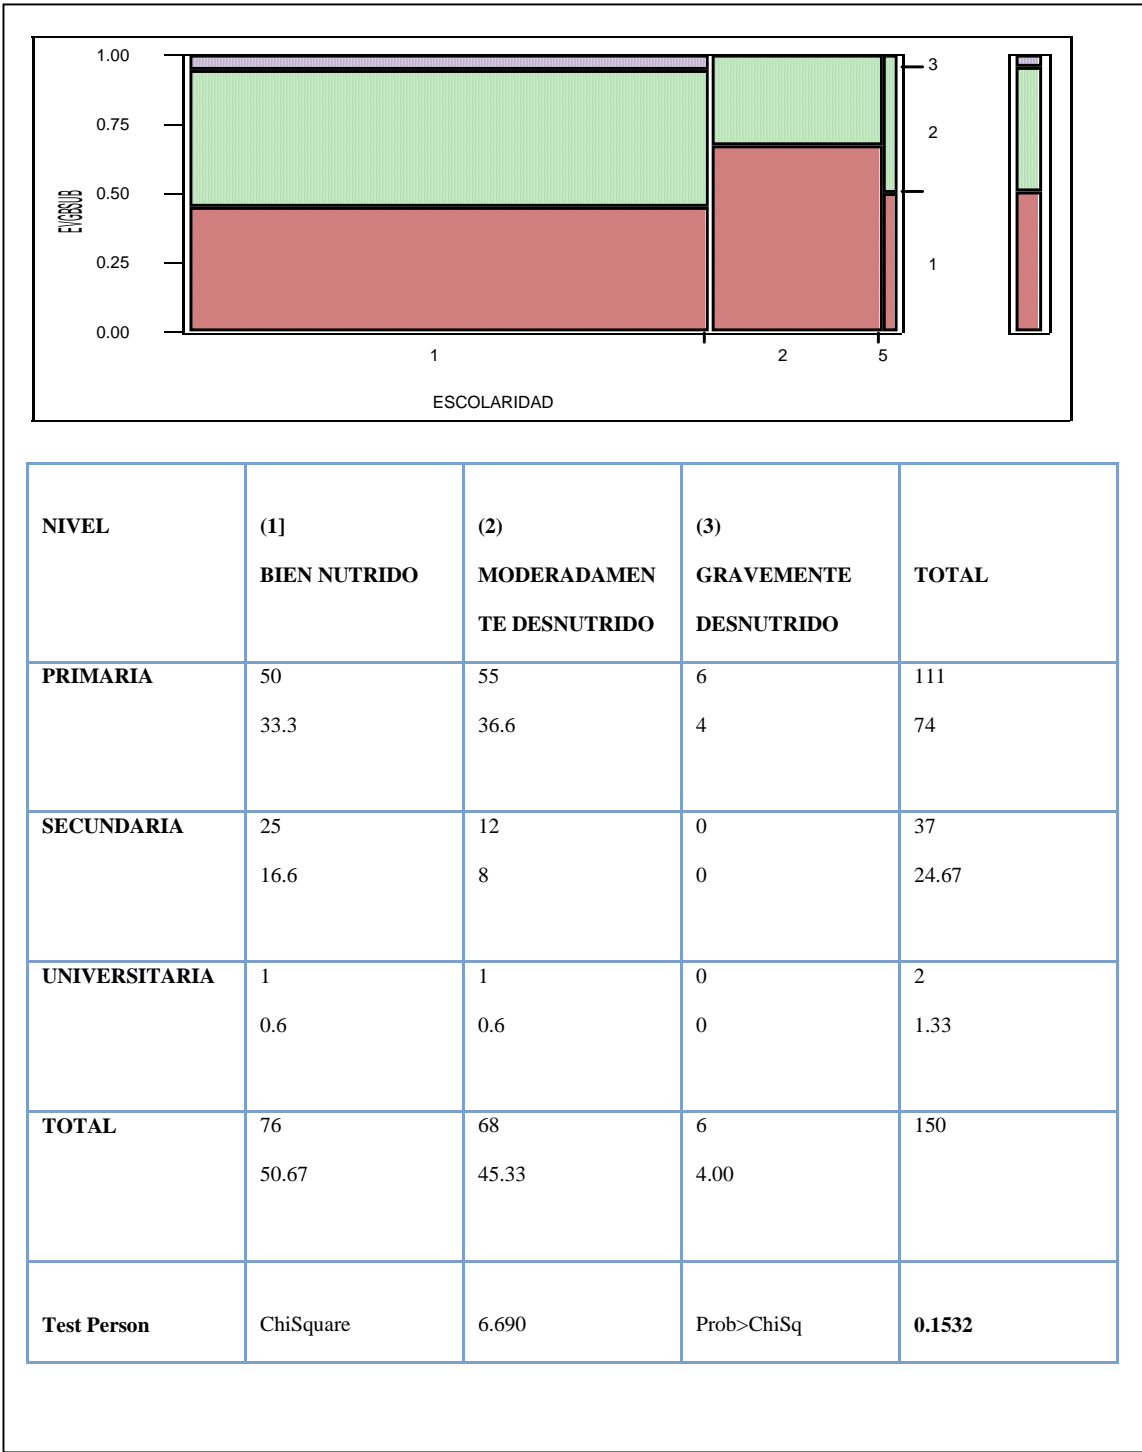 1.00
0.75
0.50
0.25
0.00
EVGBSUB
3
2
1
1
2
5
ESCOLARIDAD
NIVEL
(1]
BIEN NUTRIDO
(2)
MODERADAMEN
TE DESNUTRIDO
(3)
GRAVEMENTE
DESNUTRIDO
TOTAL
PRIMARIA
50
33.3
55
36.6
6
4
111
74
SECUNDARIA
25
16.6
12
8
0
0
37
24.67
UNIVERSITARIA
1
0.6
1
0.6
0
0
2
1.33
TOTAL
76
50.67
68
45.33
6
4.00
150
Test Person
ChiSquare
6.690
Prob>ChiSq
0.1532